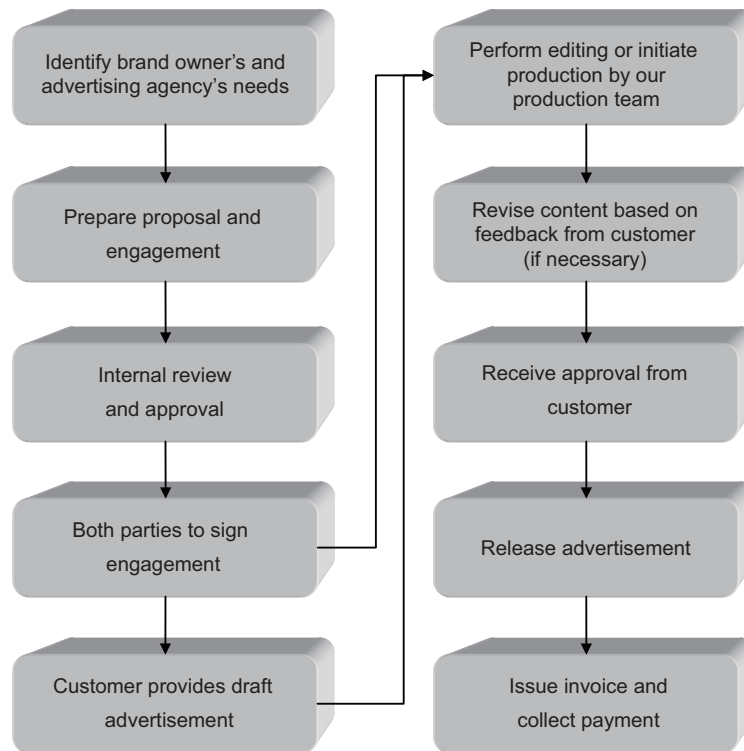 Identify brand owner’s and
advertising agency’s needs
Prepare proposal and
engagement
Internal review
and approval
Both parties to sign
engagement
Customer provides draft
advertisement
Perform editing or initiate
production by our
production team
Revise content based on
feedback from customer
(if necessary)
Receive approval from
customer
Release advertisement
Issue invoice and
collect payment